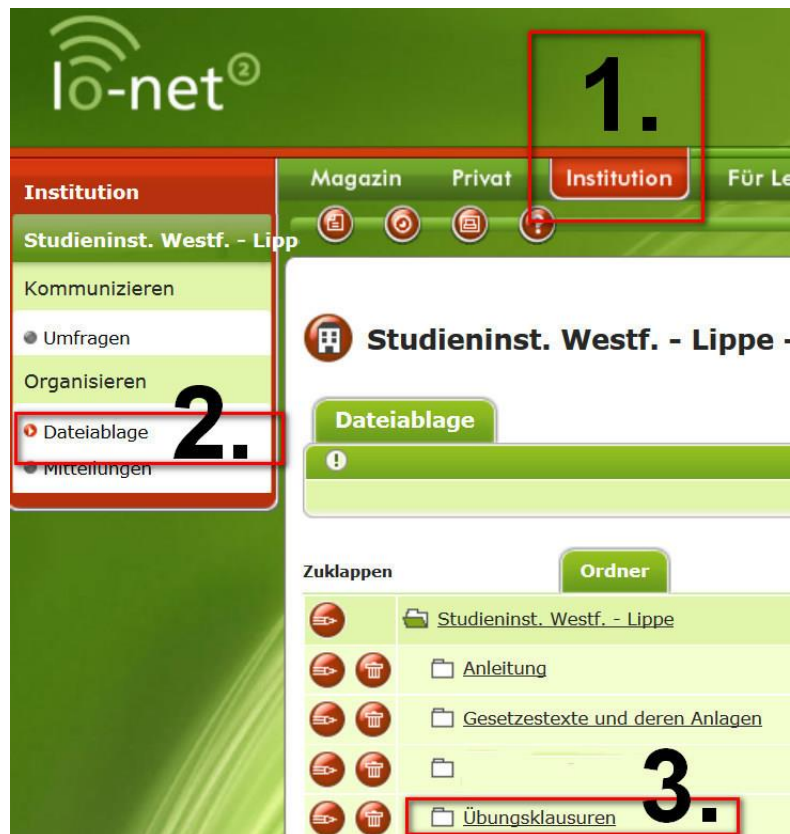 lo-net²
1.
Magazin Privat Institution Für Le
Institution
Studieninst. Westf. - Lipp
Kommunizieren
Umfragen
Organisieren
Dateiablage
2.
Mitteilungen
Studieninst. Westf. - Lippe -
Dateiablage
Zuklappen
Ordner
Studieninst. Westf. - Lippe
Anleitung
Gesetzestexte und deren Anlagen
Übungsklausuren
3.